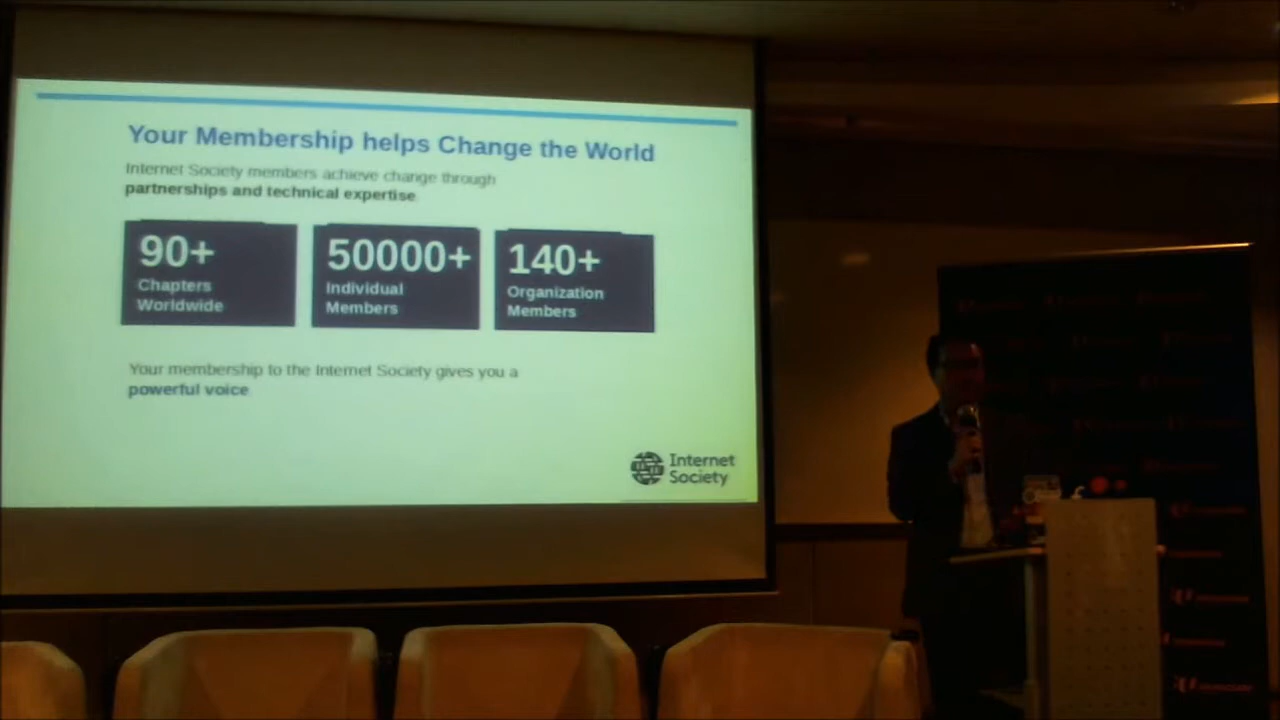 Your Membership helps Change the World
Internet Society members achieve change through
partnerships and technical expertise
90+
Chapters
Worldwide
50000+
Individual
Members
140+
Organization
Members
Your membership to the Internet Society gives you a
powerful voice
Internet
Society